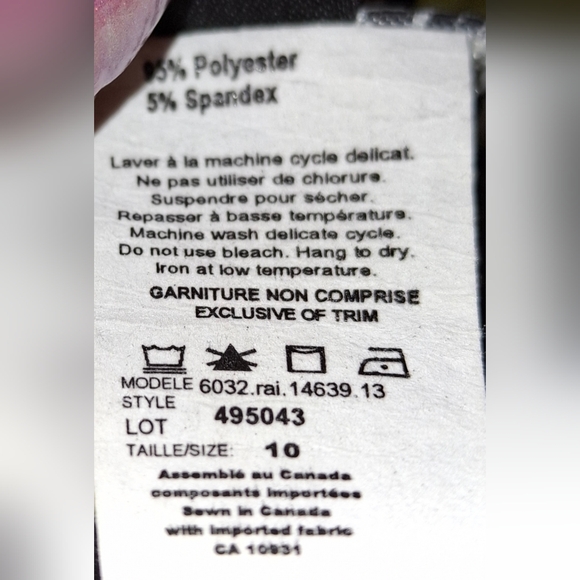 95% Polyester
5% Spandex
Laver à la machine cycle delicat.
Ne pas utiliser de chlorure.
Suspendre pour sécher.
Repasser à basse température.
Machine wash delicate cycle.
Do not use bleach. Hang to dry.
Iron at low temperature.
GARNITURE NON COMPRISE
EXCLUSIVE OF TRIM
MODELE 6032.rai.14639.13
STYLE
LOT 495043
TAILLE/SIZE: 10
Assemblé au Canada
composants importées
Sewn in Canada
with imported fabric
CA 10931